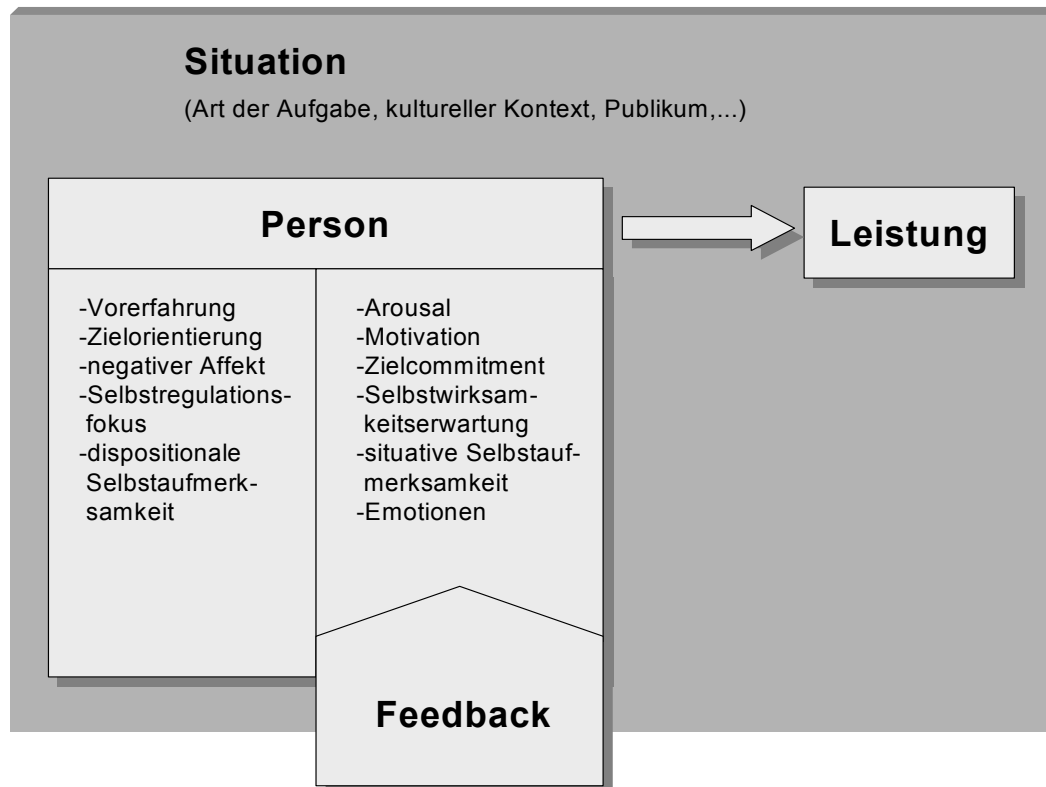 Situation
(Art der Aufgabe, kultureller Kontext, Publikum,...)
Person
Leistung
-Vorerfahrung
-Zielorientierung
-negativer Affekt
-Selbstregulations-
fokus
-dispositionale
Selbstaufmerk-
samkeit
-Arousal
-Motivation
-Zielcommitment
-Selbstwirksam-
keitserwartung
-situative Selbstauf-
merksamkeit
-Emotionen
Feedback